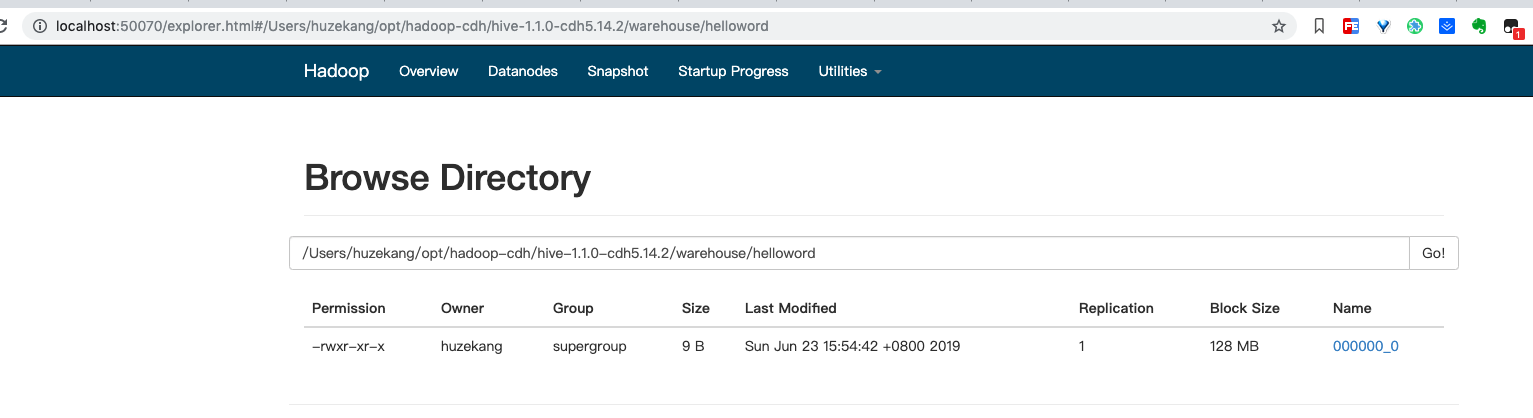 localhost:50070/explorer.html#/Users/huzekang/opt/hadoop-cdh/hive-1.1.0-cdh5.14.2/warehouse/helloword
FE
1
Hadoop Overview Datanodes Snapshot Startup Progress Utilities
Browse Directory
/Users/huzekang/opt/hadoop-cdh/hive-1.1.0-cdh5.14.2/warehouse/helloword Go!
Permission Owner Group Size Last Modified Replication Block Size Name
-rwxr-xr-x huzekang supergroup 9 B Sun Jun 23 15:54:42 +0800 2019 1 128 MB 000000_0